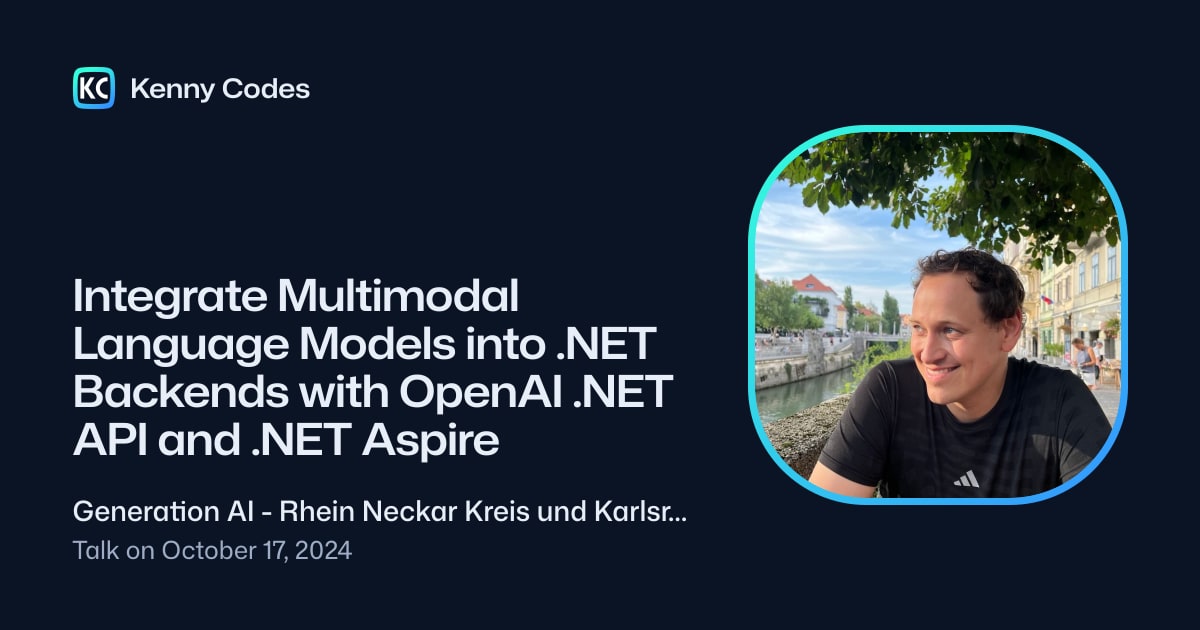 KC
Kenny Codes
Integrate Multimodal
Language Models into .NET
Backends with OpenAI .NET
API and .NET Aspire
Generation AI - Rhein Neckar Kreis und Karlsr...
Talk on October 17, 2024